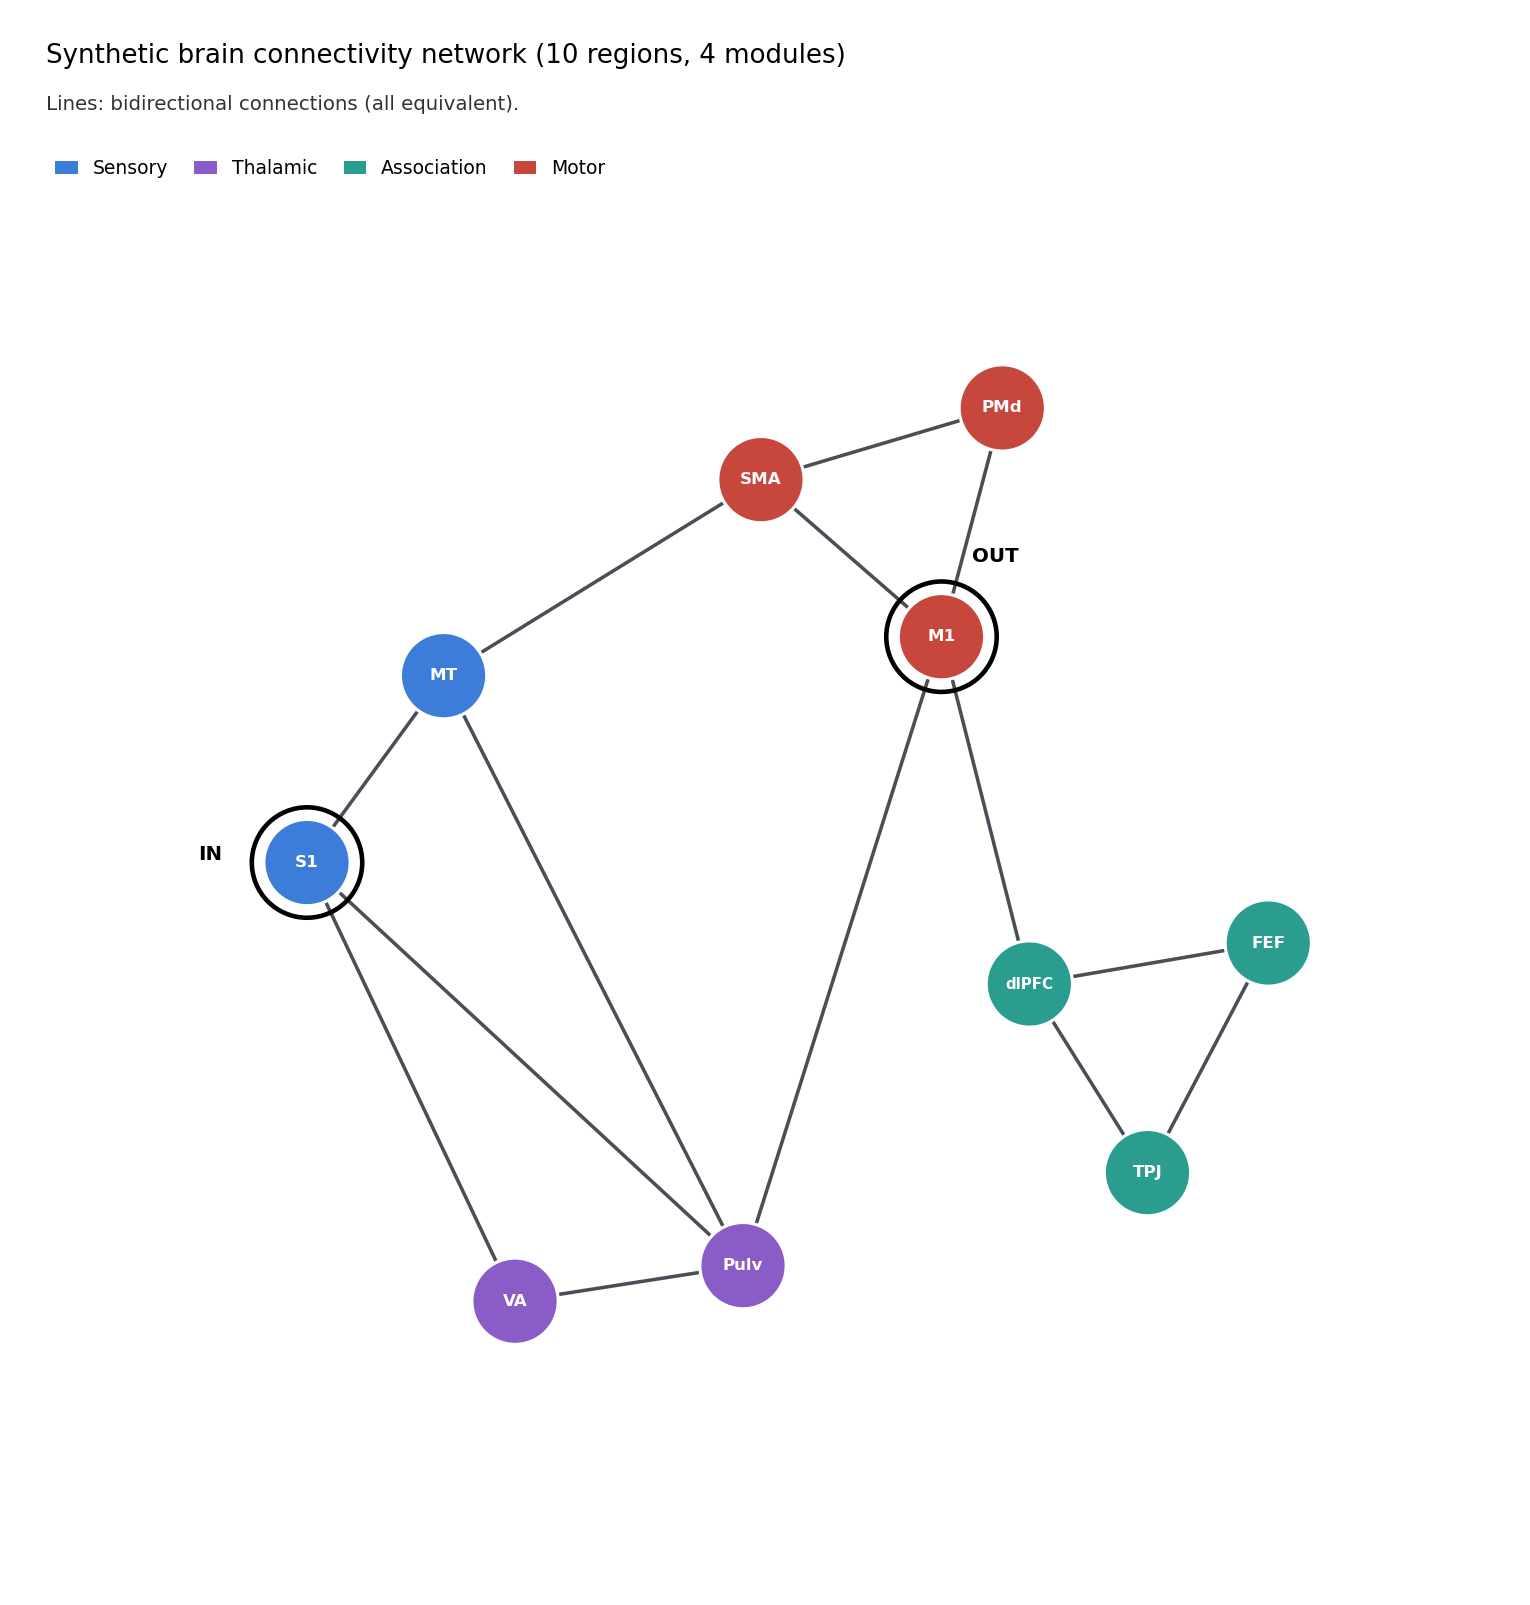 Synthetic brain connectivity network (10 regions, 4 modules)
Lines: bidirectional connections (all equivalent).
Sensory Thalamic Association Motor
PMd
SMA
OUT
M1
MT
IN
S1
FEF
dlPFC
TPJ
Pulv
VA